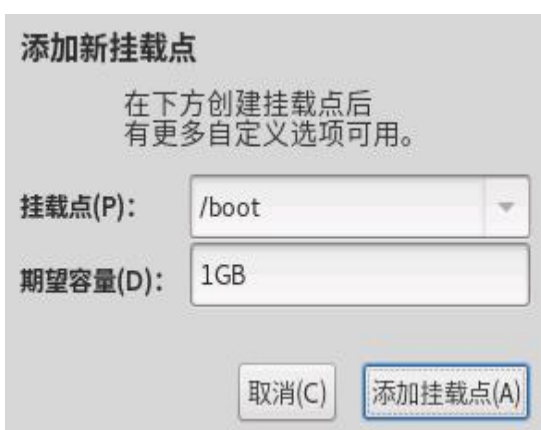 添加新挂载点
在下方创建挂载点后
有更多自定义选项可用。
挂载点(P)： /boot
期望容量(D)： 1GB
取消(C) 添加挂载点(A)